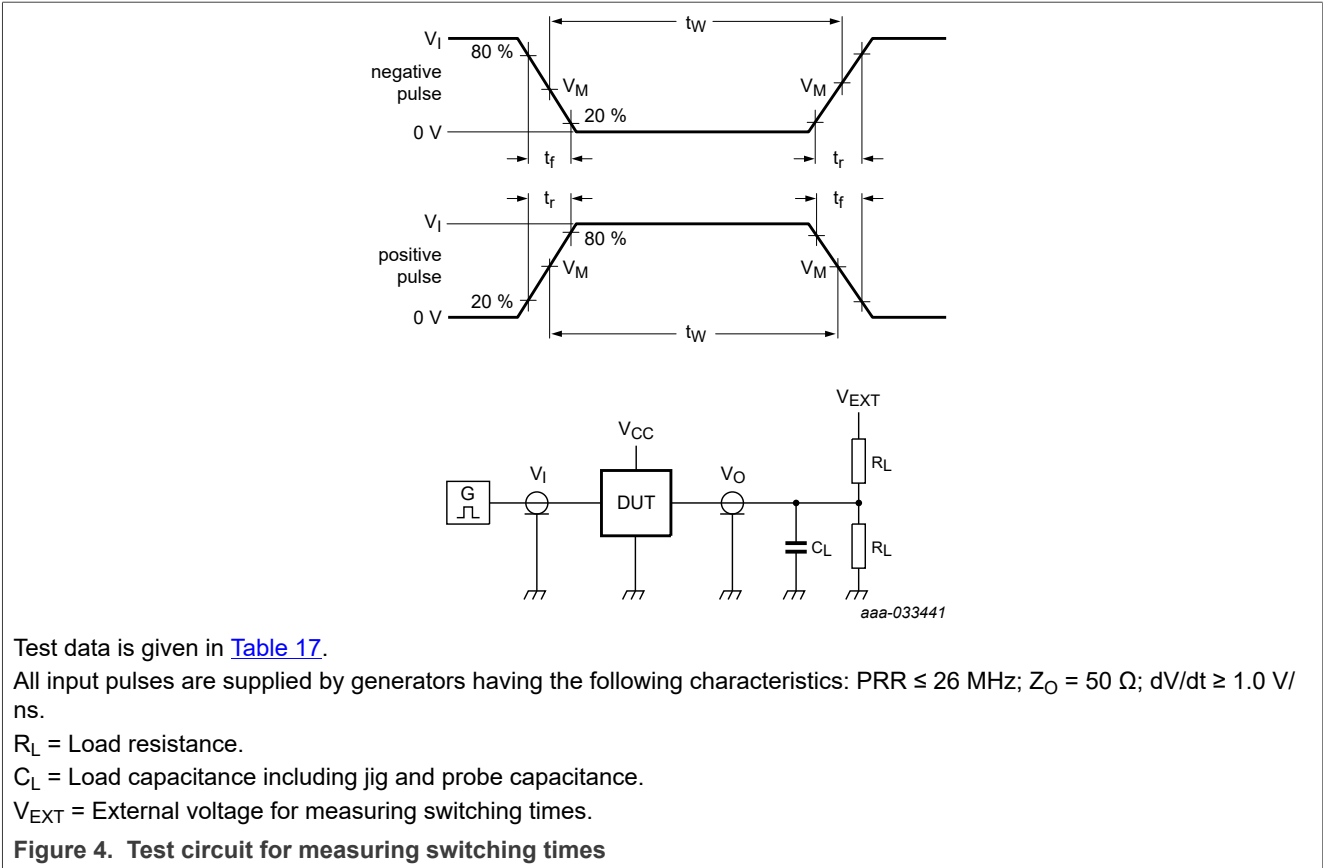 tW
VI
80 %
negative
pulse
VM
VM
20 %
0 V
tf
tr
tr
tf
VI
80 %
positive
pulse
VM
VM
20 %
0 V
tW
VEXT
VCC
RL
VI
VO
G
DUT
CL
RL
aaa-033441
Test data is given in Table 17.
All input pulses are supplied by generators having the following characteristics: PRR ≤ 26 MHz; ZO = 50 Ω; dV/dt ≥ 1.0 V/
ns.
RL = Load resistance.
CL = Load capacitance including jig and probe capacitance.
VEXT = External voltage for measuring switching times.
Figure 4. Test circuit for measuring switching times